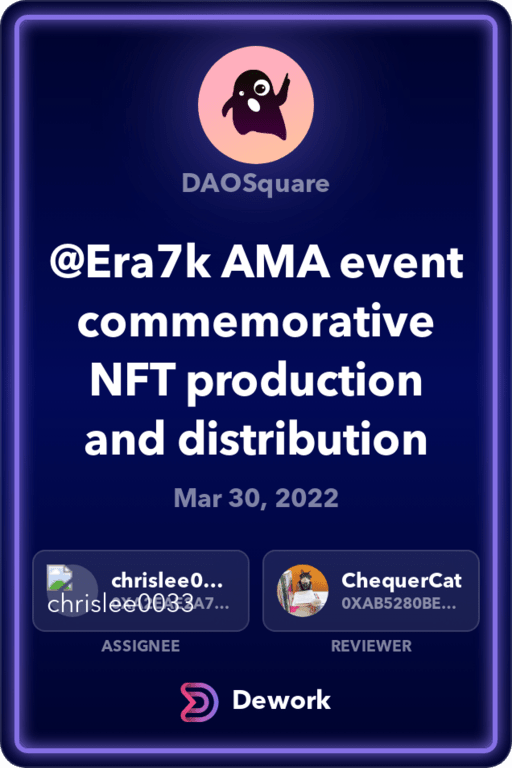 DAOSquare
@Era7k AMA event
commemorative
NFT production
and distribution
Mar 30, 2022
chrislee0...
chrislee0033
ASSIGNEE
ChequerCat
0XAB5280BE...
REVIEWER
Dework